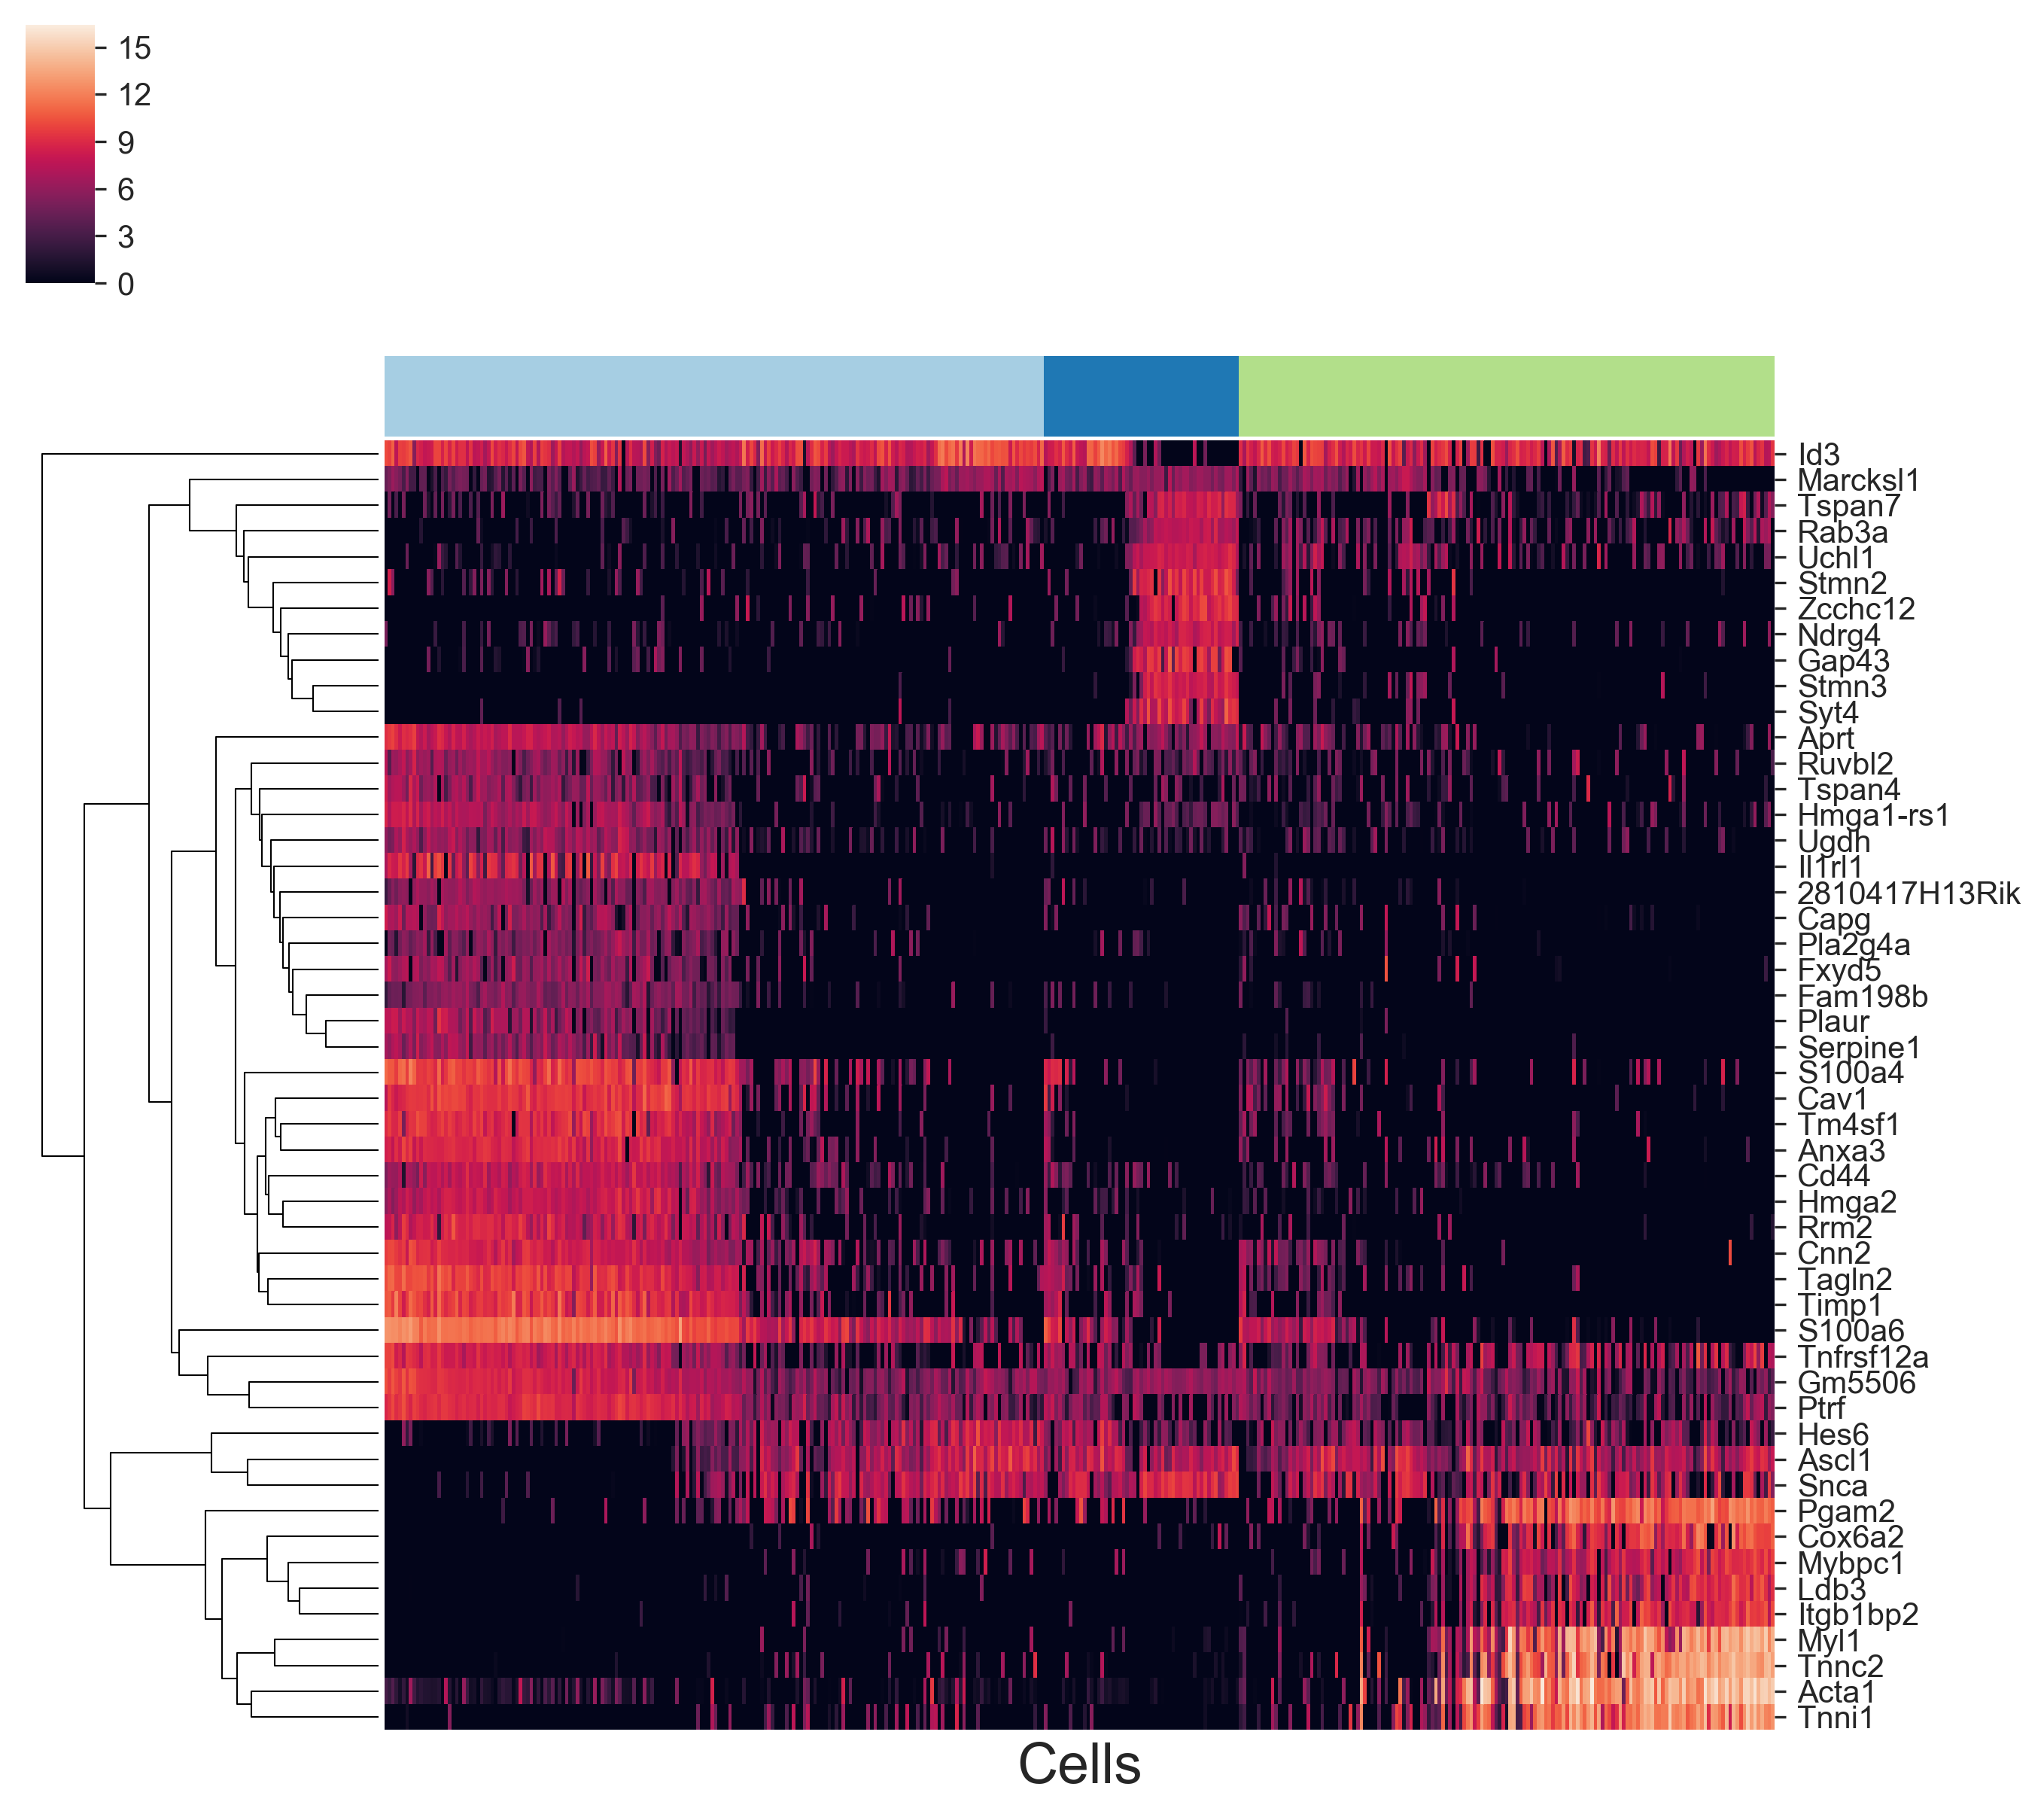 15
12
9
6
3
0
Id3
Marcksl1
Tspan7
Rab3a
Uchl1
Stmn2
Zcchc12
Ndrg4
Gap43
Stmn3
Syt4
Aprt
Ruvbl2
Tspan4
Hmga1-rs1
Ugdh
Il1rl1
2810417H13Rik
Capg
Pla2g4a
Fxyd5
Fam198b
Plaur
Serpine1
S100a4
Cav1
Tm4sf1
Anxa3
Cd44
Hmga2
Rrm2
Cnn2
Tagln2
Timp1
S100a6
Tnfrsf12a
Gm5506
Ptrf
Hes6
Ascl1
Snca
Pgam2
Cox6a2
Mybpc1
Ldb3
Itgb1bp2
Myl1
Tnnc2
Acta1
Tnni1
Cells